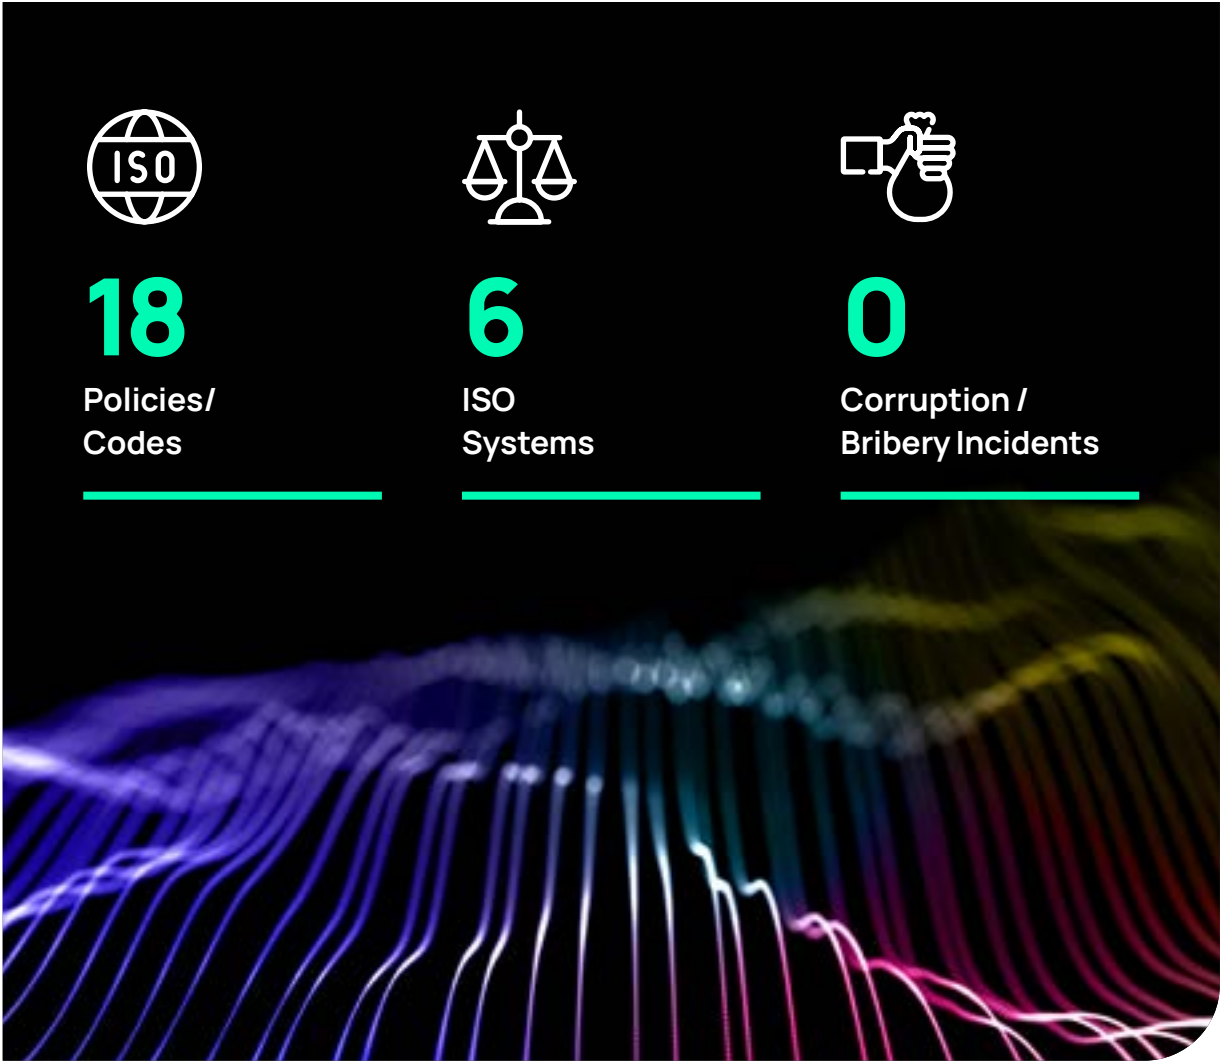 ISO
18
Policies/
Codes
6
ISO
Systems
0
Corruption /
Bribery Incidents